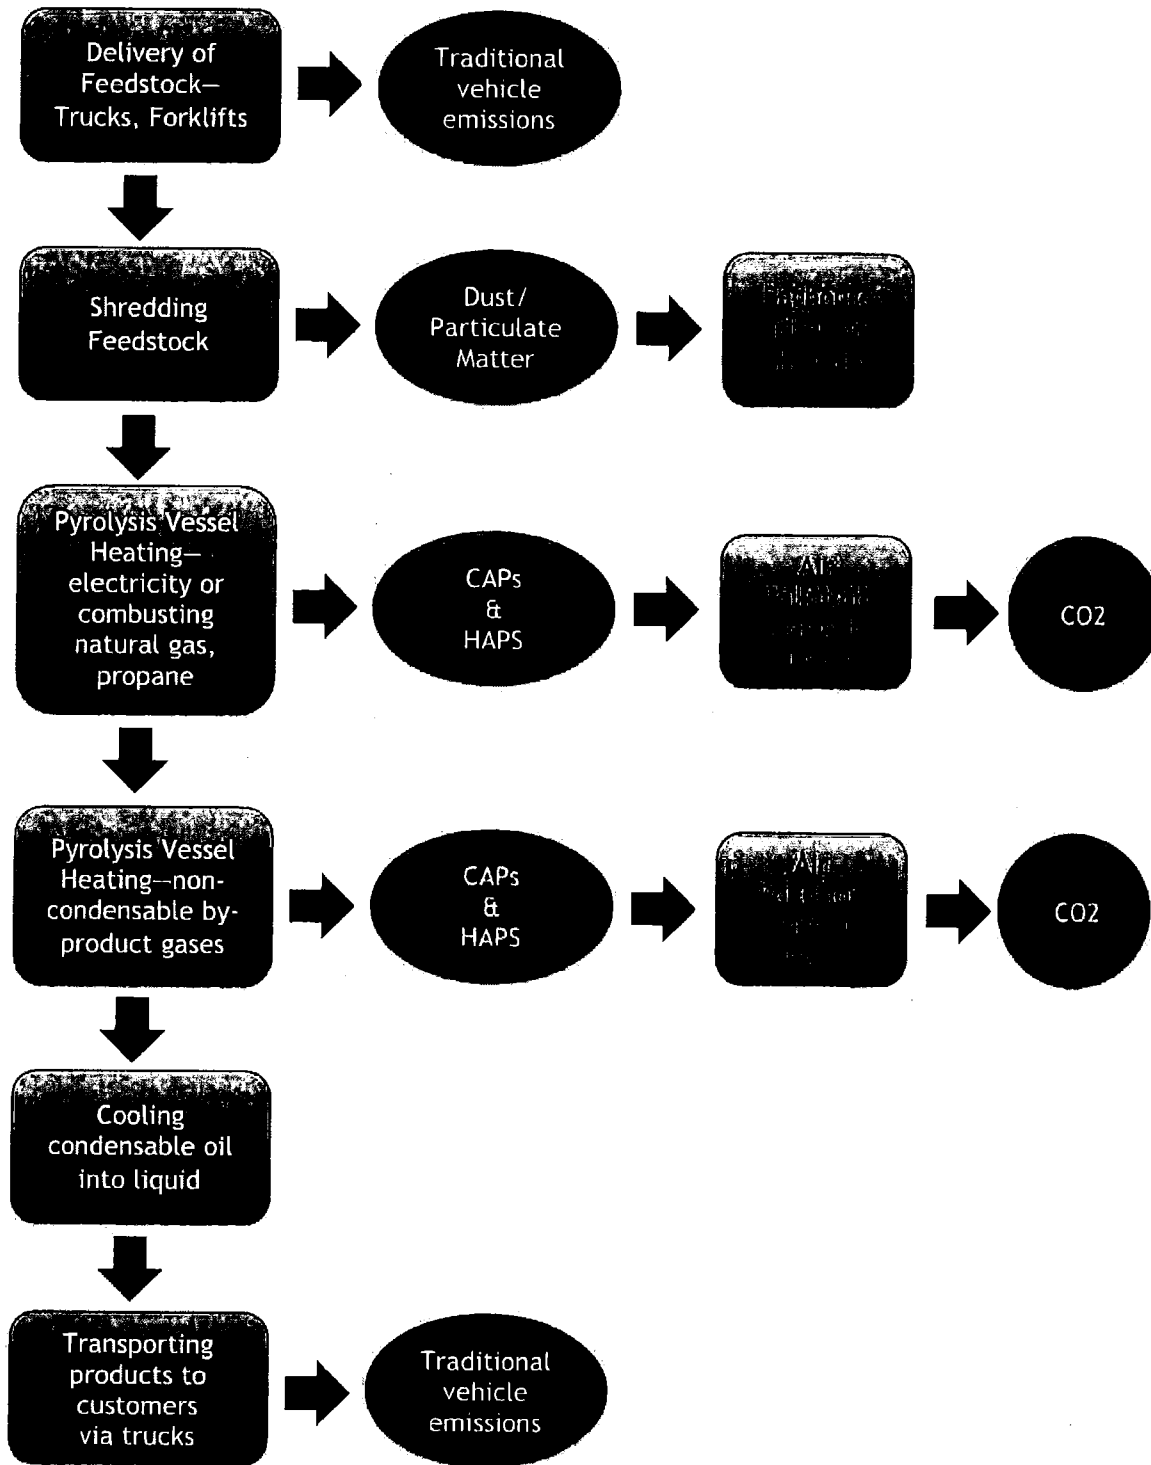 Delivery of
Feedstock—
Trucks, Forklifts
Traditional
vehicle
emissions
Shredding
Feedstock
Dust/
Particulate
Matter
Pyrolysis Vessel
Heating—
electricity or
combusting
natural gas,
propane
CAPs
&
HAPS
Air
CO2
Pyrolysis Vessel
Heating—non-
condensable by-
product gases
CAPs
&
HAPS
Air
CO2
Cooling
condensable oil
into liquid
Transporting
products to
customers
via trucks
Traditional
vehicle
emissions